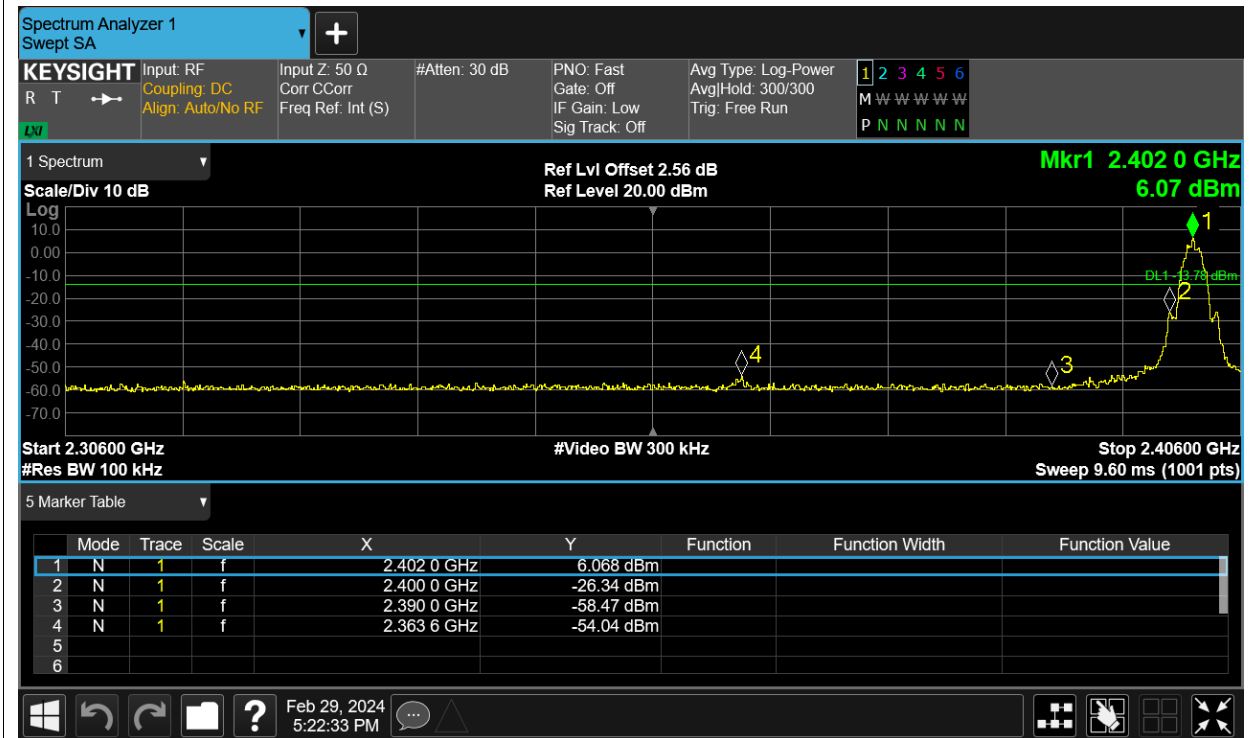 Spectrum Analyzer 1
Swept SA
KEYSIGHT
R T
LXI
Input: RF
Coupling: DC
Align: Auto/No RF
Input Z: 50 Ω
Corr CCorr
Freq Ref: Int (S)
#Atten: 30 dB
PNO: Fast
Gate: Off
IF Gain: Low
Sig Track: Off
Avg Type: Log-Power
Avg|Hold: 300/300
Trig: Free Run
1 2 3 4 5 6
M W W W W W
P N N N N N
1 Spectrum
Scale/Div 10 dB
Ref Lvl Offset 2.56 dB
Ref Level 20.00 dBm
Mkr1 2.402 0 GHz
6.07 dBm
Log
10.0
0.00
-10.0
-20.0
-30.0
-40.0
-50.0
-60.0
-70.0
1
DL1 -13.78 dBm
2
4
3
Start 2.30600 GHz
#Res BW 100 kHz
#Video BW 300 kHz
Stop 2.40600 GHz
Sweep 9.60 ms (1001 pts)
5 Marker Table
Mode Trace Scale X Y Function Function Width Function Value
1 N 1 f 2.402 0 GHz 6.068 dBm
2 N 1 f 2.400 0 GHz -26.34 dBm
3 N 1 f 2.390 0 GHz -58.47 dBm
4 N 1 f 2.363 6 GHz -54.04 dBm
5
6
?
Feb 29, 2024
5:22:33 PM